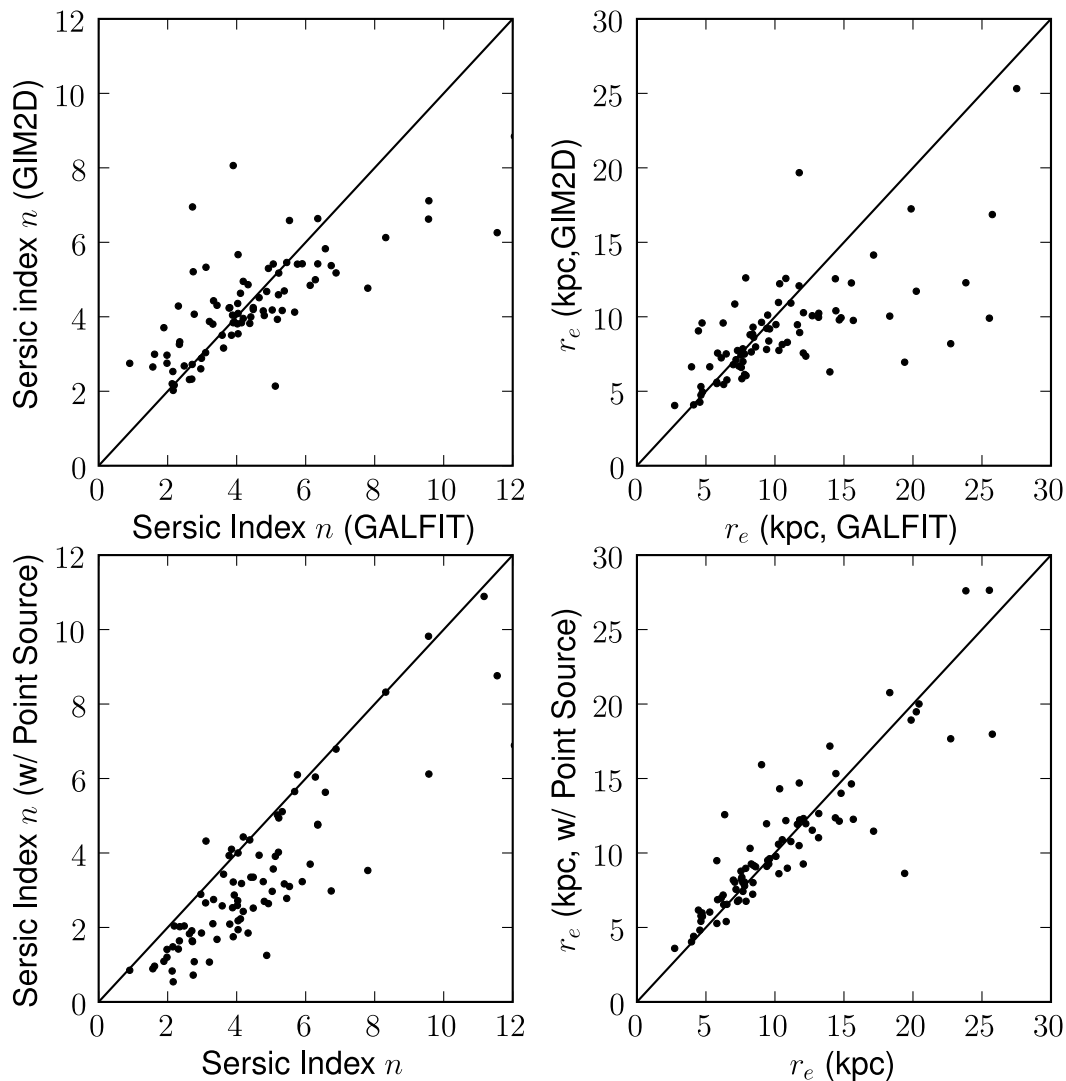 12
10
8
6
4
2
0
0 2 4 6 8 10 12
Sersic index n (GIM2D)
Sersic Index n (GALFIT)
30
25
20
15
10
5
0
0 5 10 15 20 25 30
r_e (kpc,GIM2D)
r_e (kpc, GALFIT)
12
10
8
6
4
2
0
0 2 4 6 8 10 12
Sersic Index n (w/ Point Source)
Sersic Index n
30
25
20
15
10
5
0
0 5 10 15 20 25 30
r_e (kpc, w/ Point Source)
r_e (kpc)